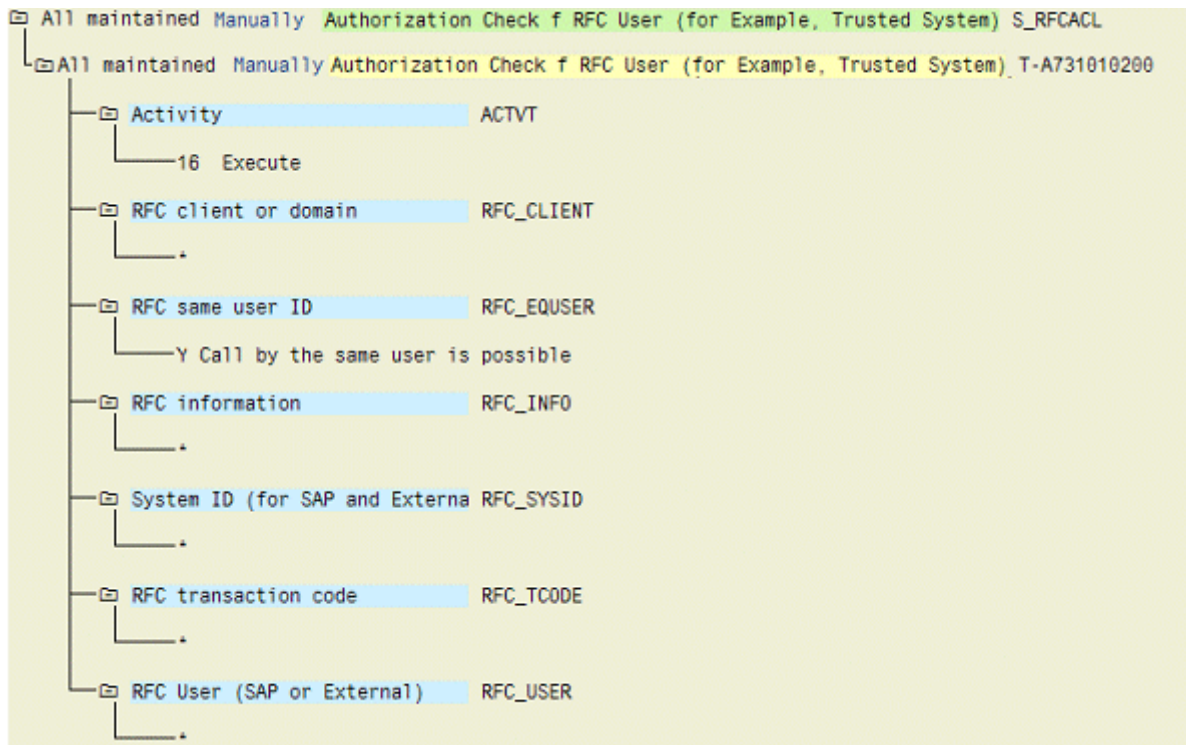 All maintained Manually Authorization Check f RFC User (for Example, Trusted System) S_RFCACL
All maintained Manually Authorization Check f RFC User (for Example, Trusted System) T-A731010200
Activity ACTVT
16 Execute
RFC client or domain RFC_CLIENT
*
RFC same user ID RFC_EQUSER
Y Call by the same user is possible
RFC information RFC_INFO
*
System ID (for SAP and Externa RFC_SYSID
*
RFC transaction code RFC_TCODE
*
RFC User (SAP or External) RFC_USER
*